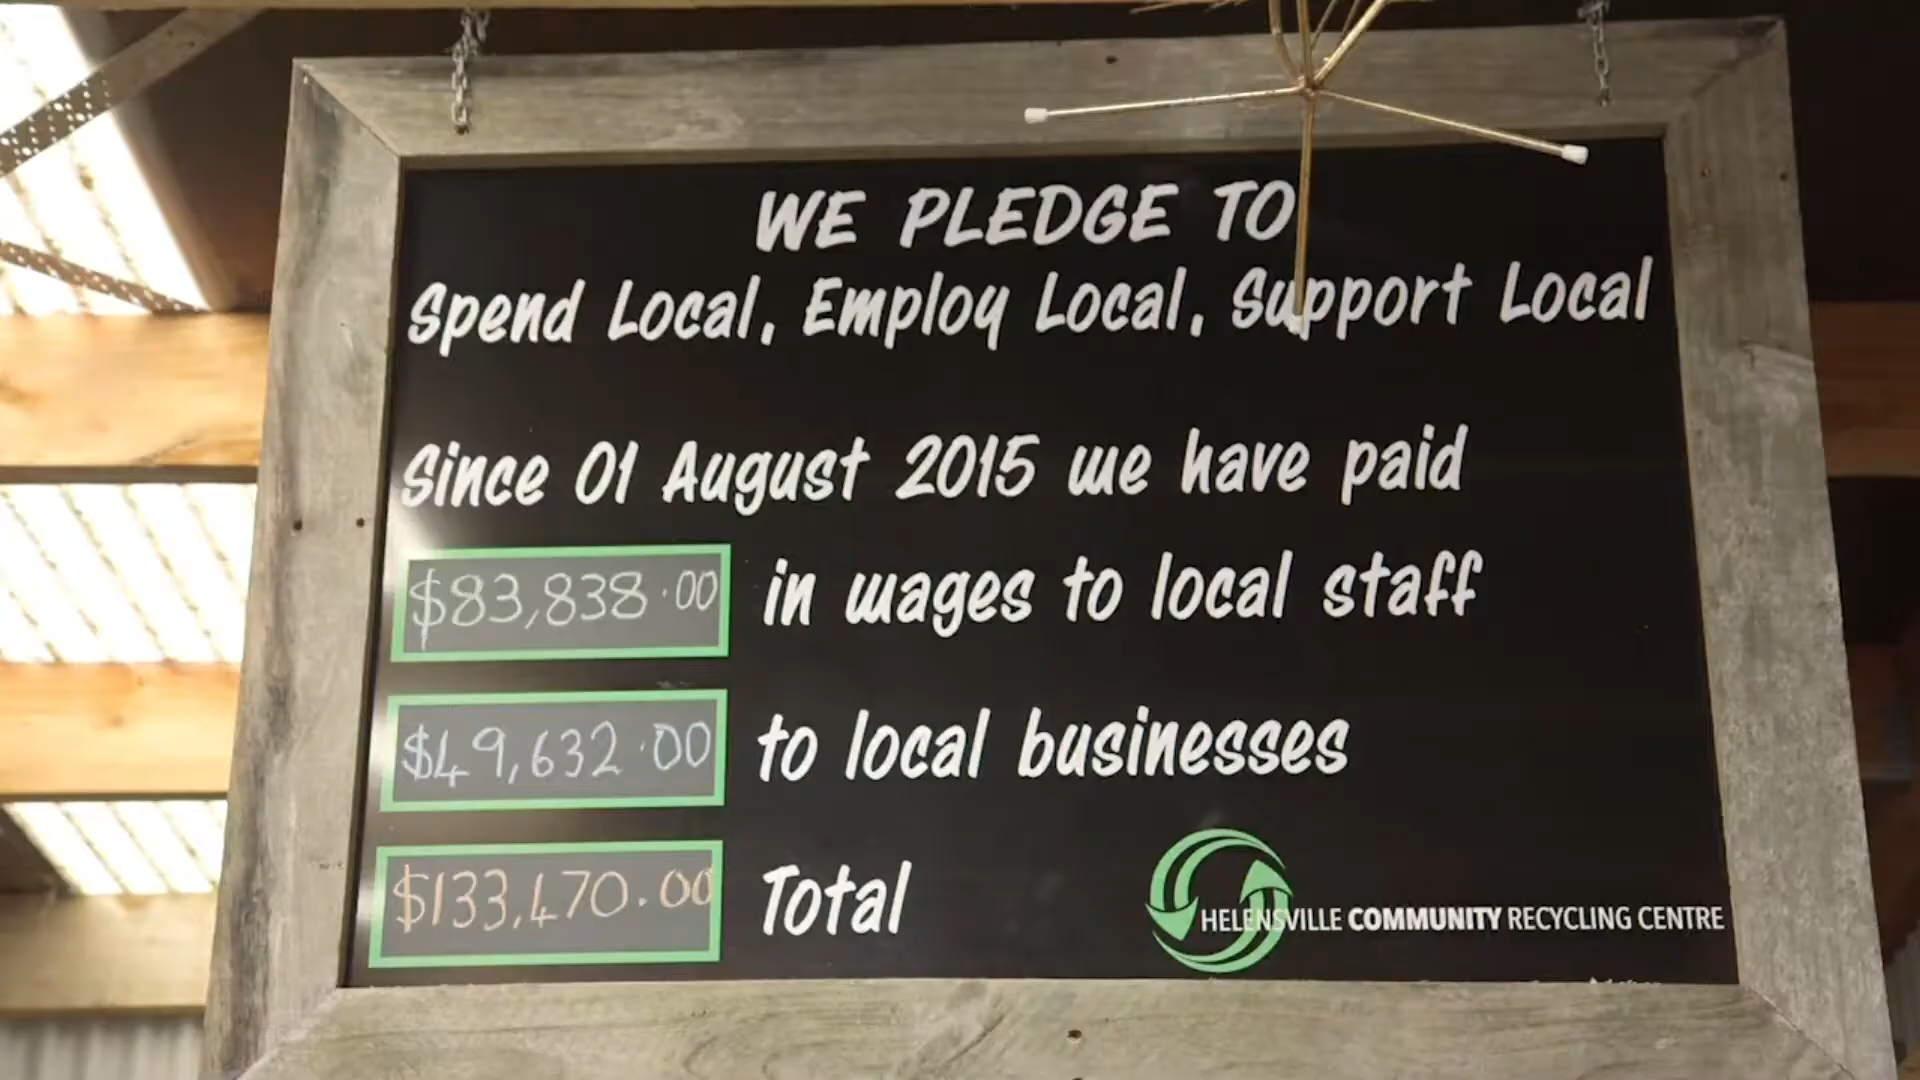 WE PLEDGE TO
Spend Local, Employ Local, Support Local
Since 01 August 2015 we have paid
$83,838.00 in wages to local staff
$49,632.00 to local businesses
$133,470.00 Total
HELENSVILLE COMMUNITY RECYCLING CENTRE